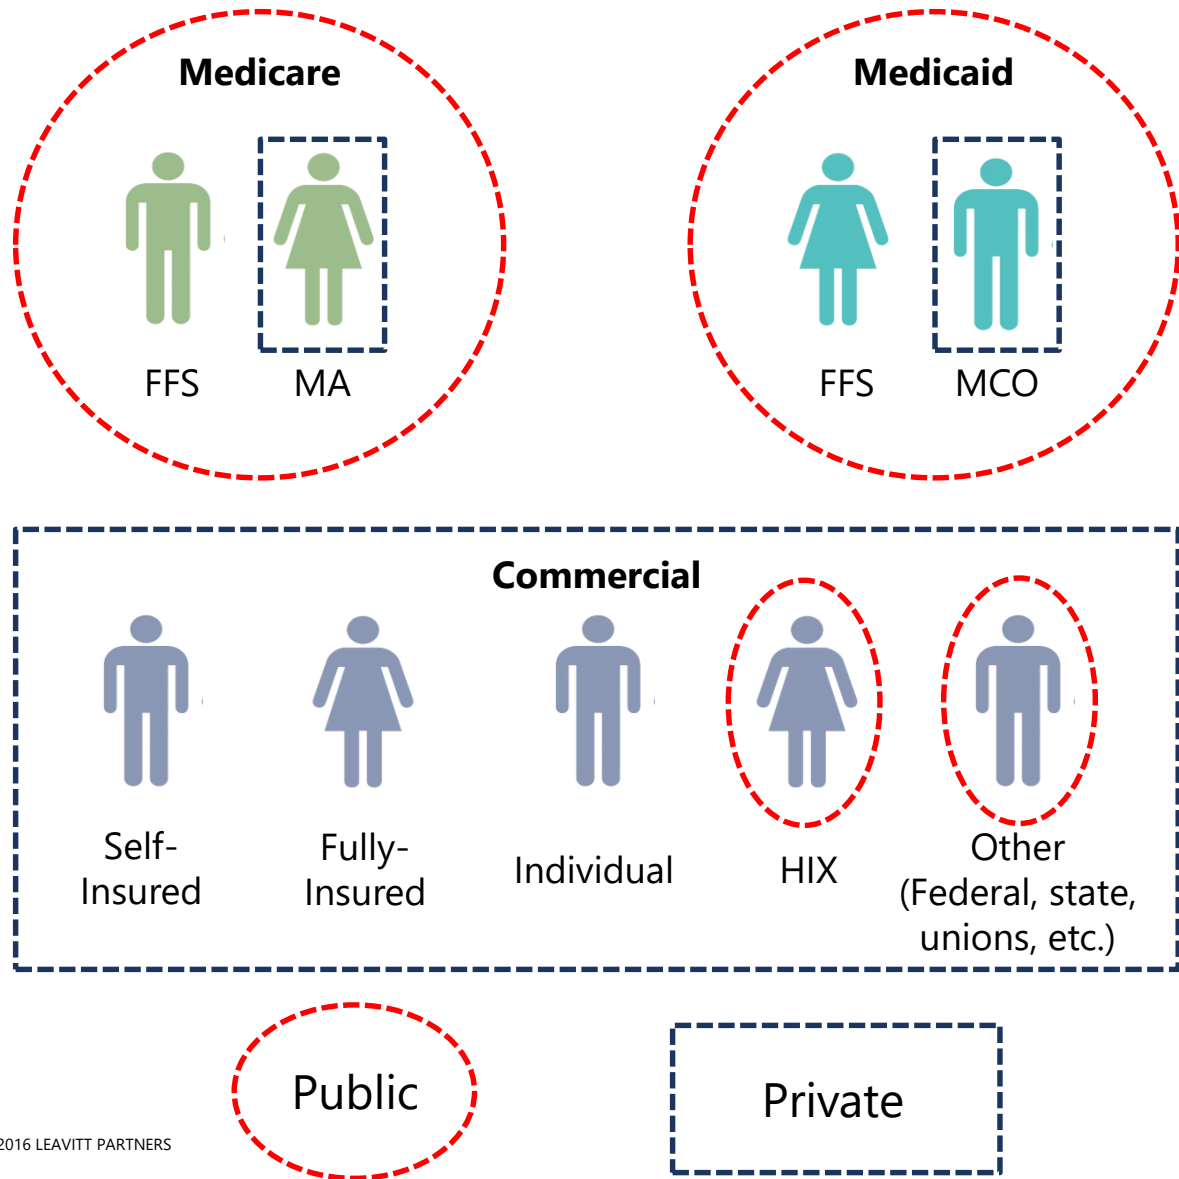 Medicare
Medicaid
FFS
MA
FFS
MCO
Commercial
Self-
Insured
Fully-
Insured
Individual
HIX
Other
(Federal, state,
unions, etc.)
Public
Private
2016 LEAVITT PARTNERS